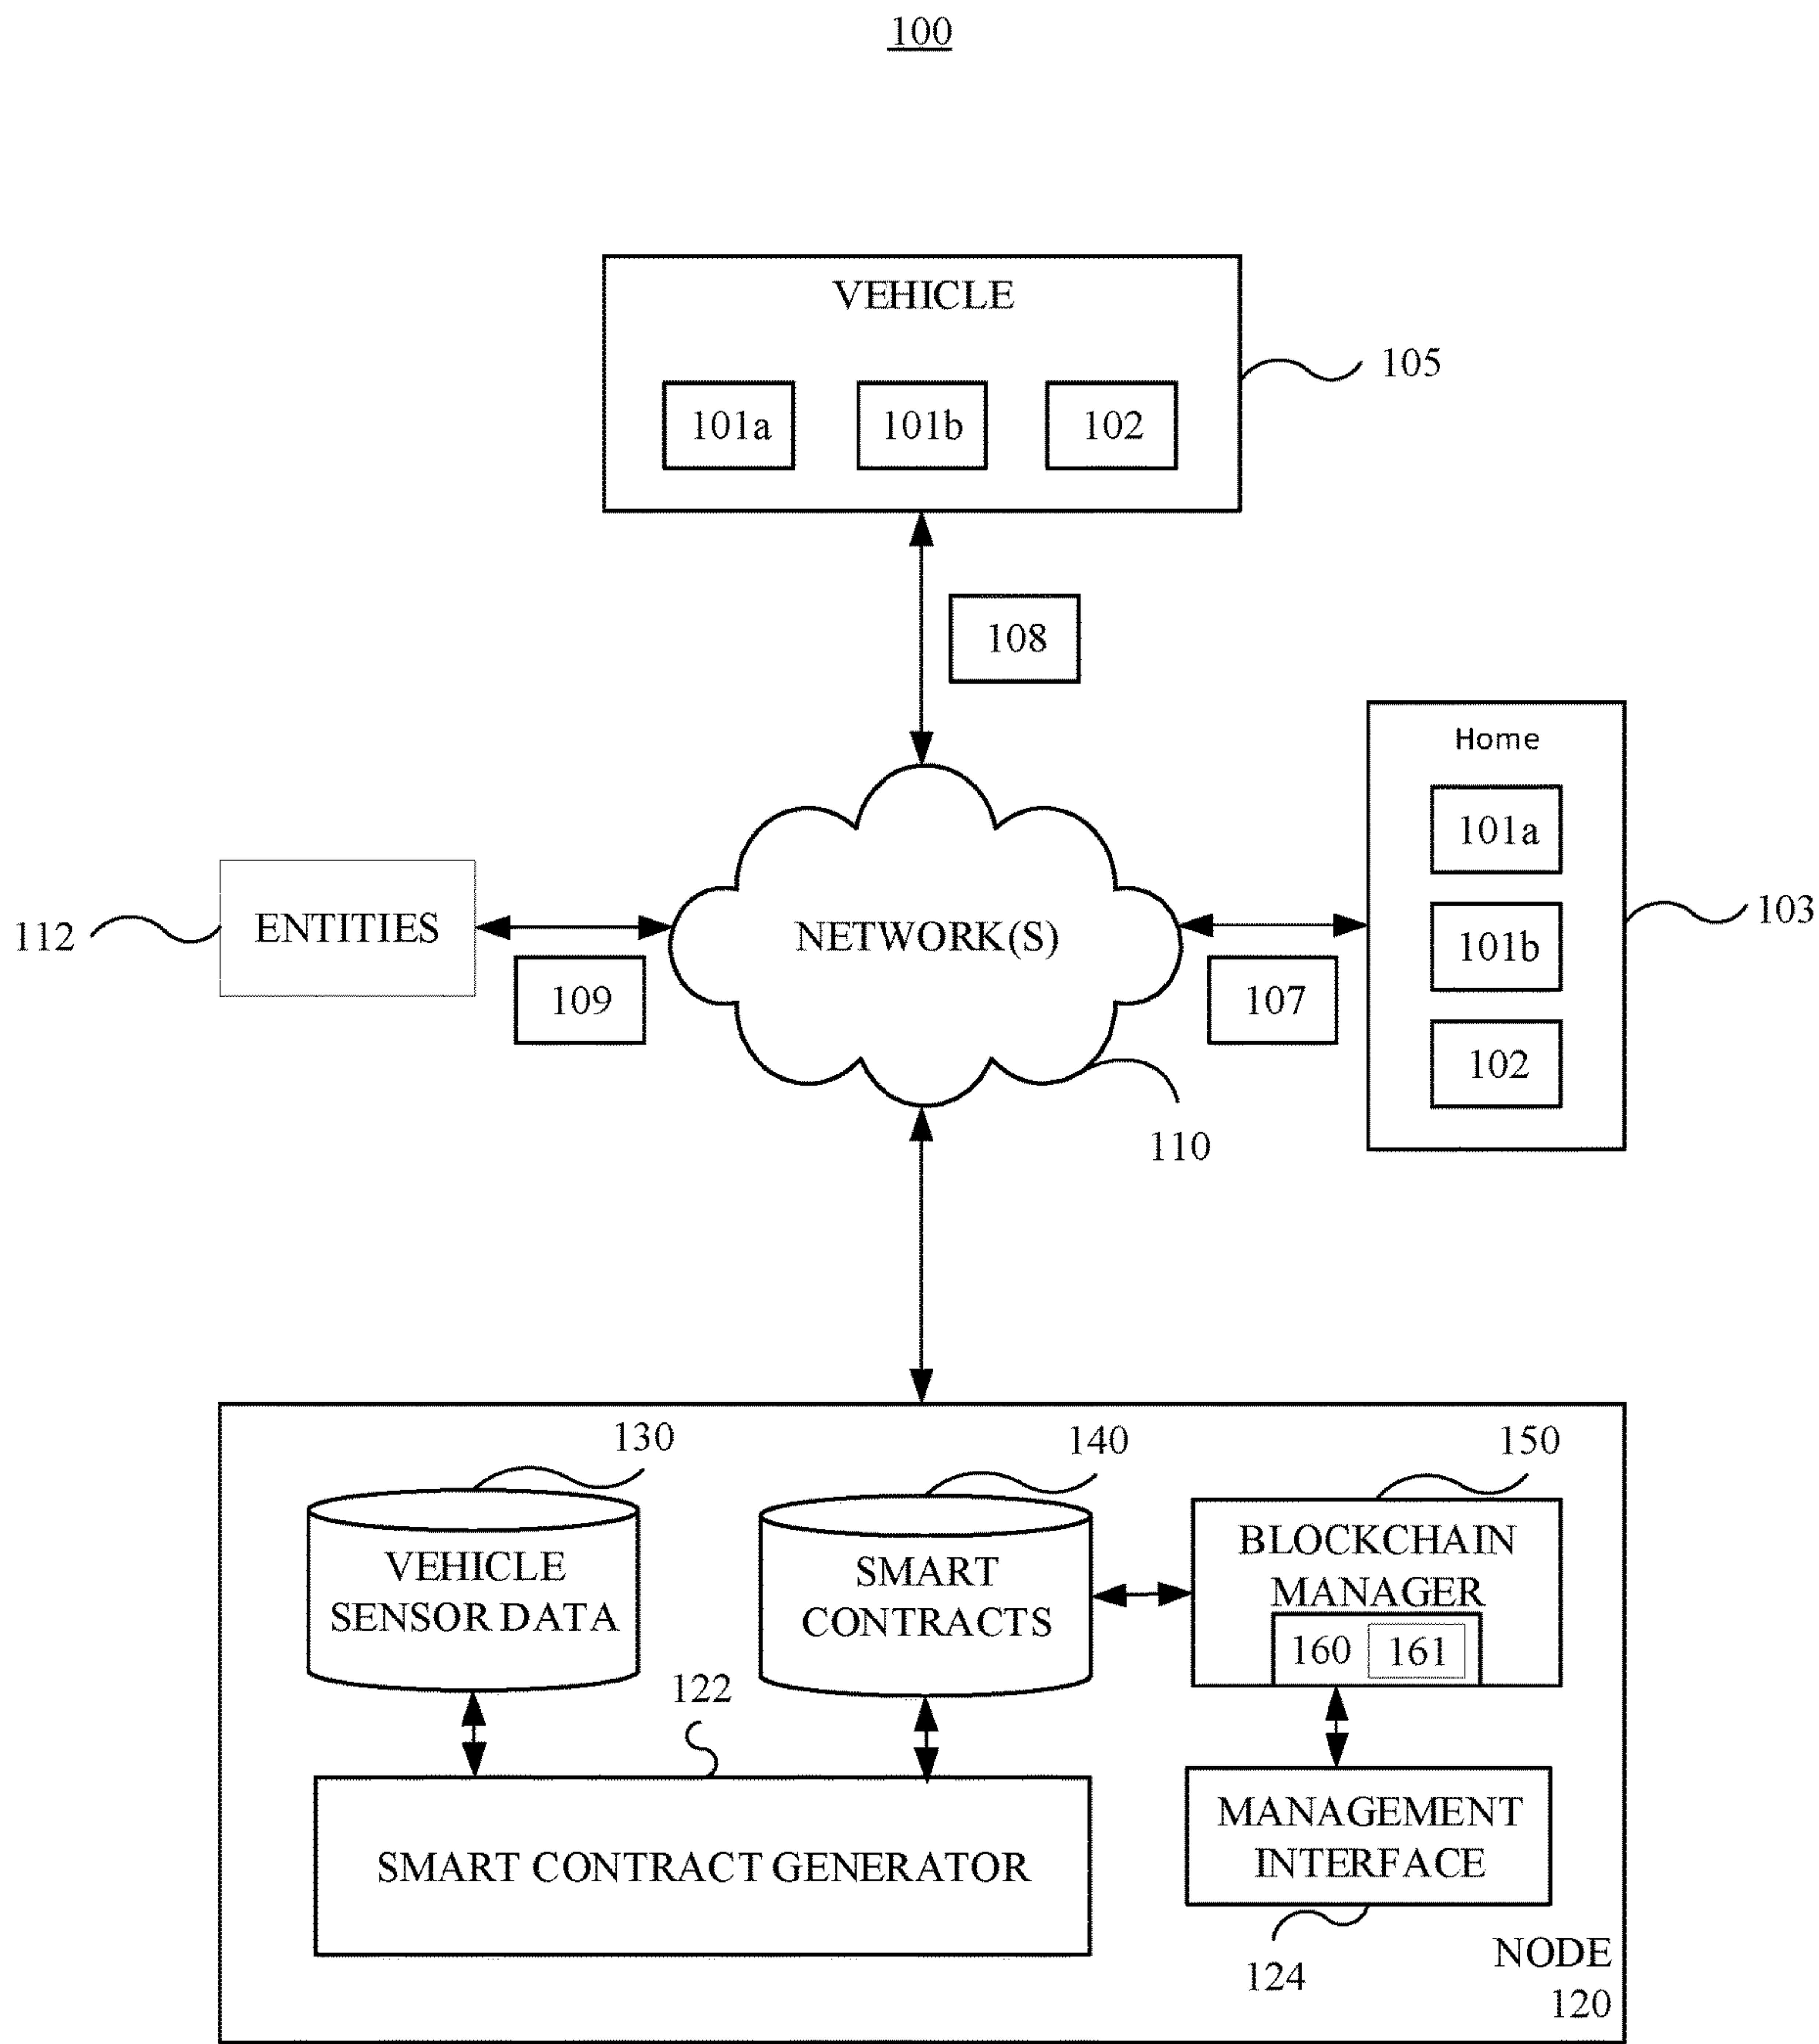 100
VEHICLE
105
101a
101b
102
108
Home
101a
103
ENTITIES
112
NETWORK(S)
101b
109
107
102
110
130
140
150
VEHICLE
SENSOR DATA
SMART
CONTRACTS
BLOCKCHAIN
MANAGER
160
161
122
SMART CONTRACT GENERATOR
MANAGEMENT
INTERFACE
124
NODE
120